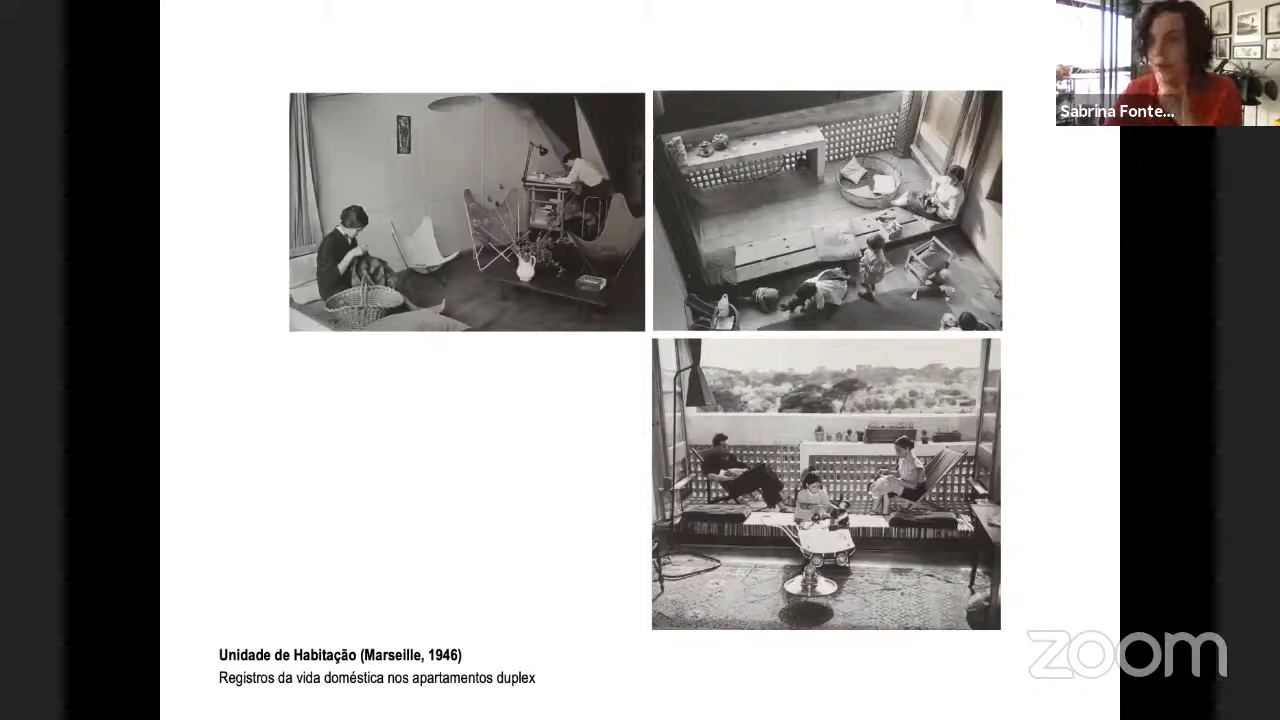 Sabrina Fonte...
Unidade de Habitação (Marseille, 1946)
Registros da vida doméstica nos apartamentos duplex
zoom